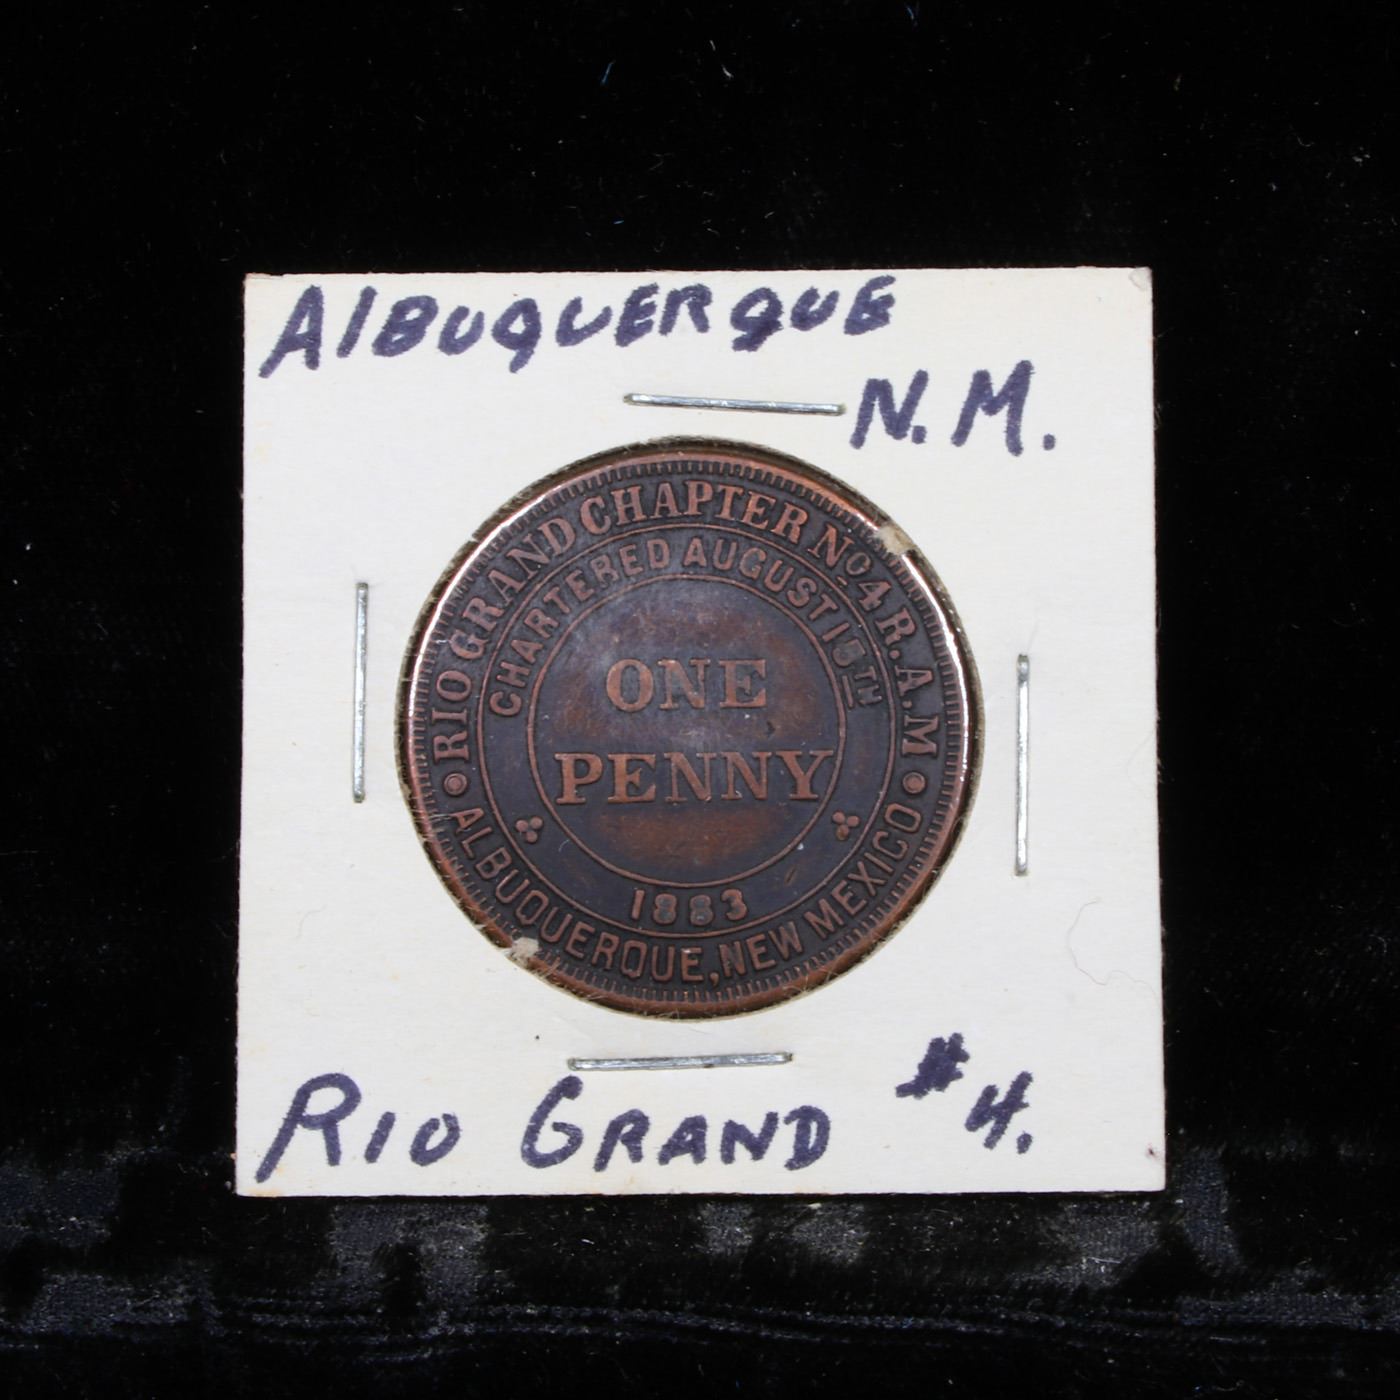 ALBUQUERQUE
N.M.
RIO GRAND CHAPTER No 4 R.A.M
CHARTERED AUGUST 15TH
ONE
PENNY
1883
ALBUQUERQUE, NEW MEXICO
RIO GRAND #4.